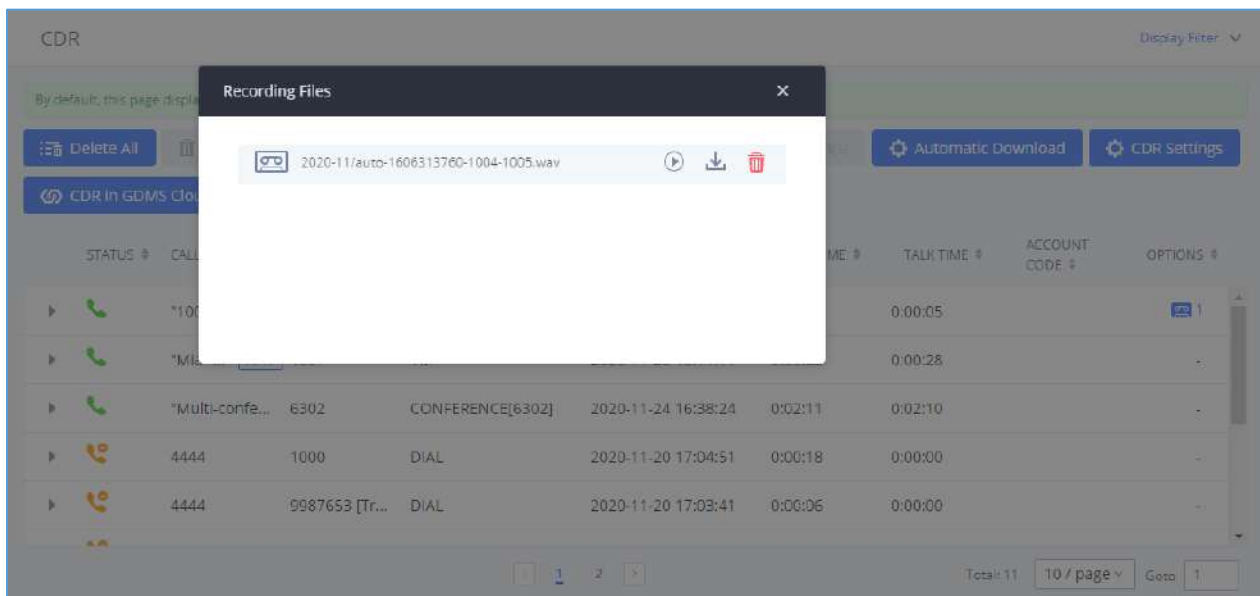 CDR
Display Filter
By default, this page displa
Recording Files
Delete All
2020-11/auto-1606313760-1004-1005.wav
Automatic Download
CDR Settings
CDR in GDMS Clou
STATUS
CALL
ME
TALK TIME
ACCOUNT
CODE
OPTIONS
"100
0:00:05
1
"Mia
0:00:28
-
"Multi-confe... 6302 CONFERENCE[6302] 2020-11-24 16:38:24 0:02:11 0:02:10 -
4444 1000 DIAL 2020-11-20 17:04:51 0:00:18 0:00:00 -
4444 9987653 [Tr... DIAL 2020-11-20 17:03:41 0:00:06 0:00:00 -
1 2
Total: 11
10 / page
Goto 1